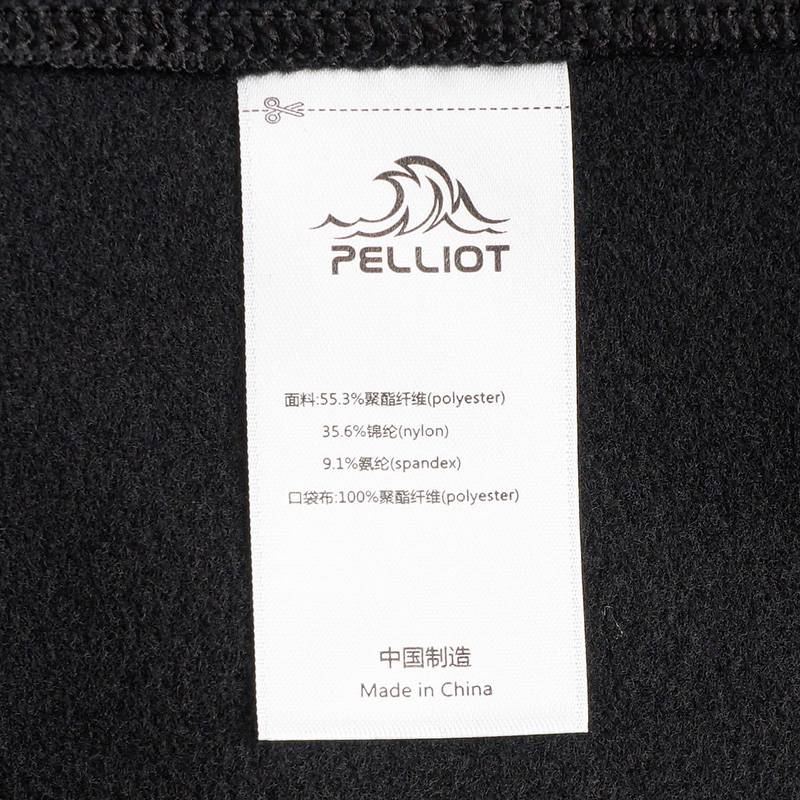 PELLIOT
面料:55.3%聚酯纤维(polyester)
35.6%锦纶(nylon)
9.1%氨纶(spandex)
口袋布:100%聚酯纤维(polyester)
中国制造
Made in China